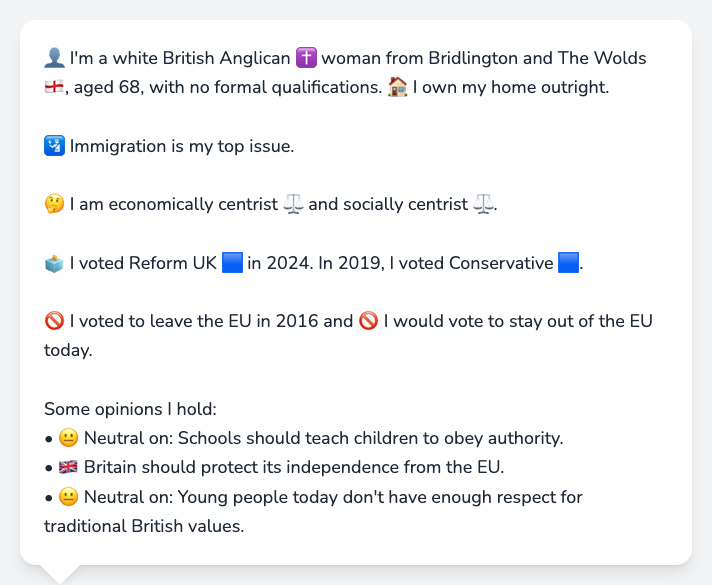 👤 I'm a white British Anglican ✝️ woman from Bridlington and The Wolds
🏴󠁧󠁢󠁥󠁮󠁧󠁿, aged 68, with no formal qualifications. 🏠 I own my home outright.
🛂 Immigration is my top issue.
🤔 I am economically centrist ⚖️ and socially centrist ⚖️.
🗳️ I voted Reform UK 🟦 in 2024. In 2019, I voted Conservative 🟦.
🚫 I voted to leave the EU in 2016 and 🚫 I would vote to stay out of the EU
today.
Some opinions I hold:
• 😐 Neutral on: Schools should teach children to obey authority.
• 🇬🇧 Britain should protect its independence from the EU.
• 😐 Neutral on: Young people today don't have enough respect for
traditional British values.